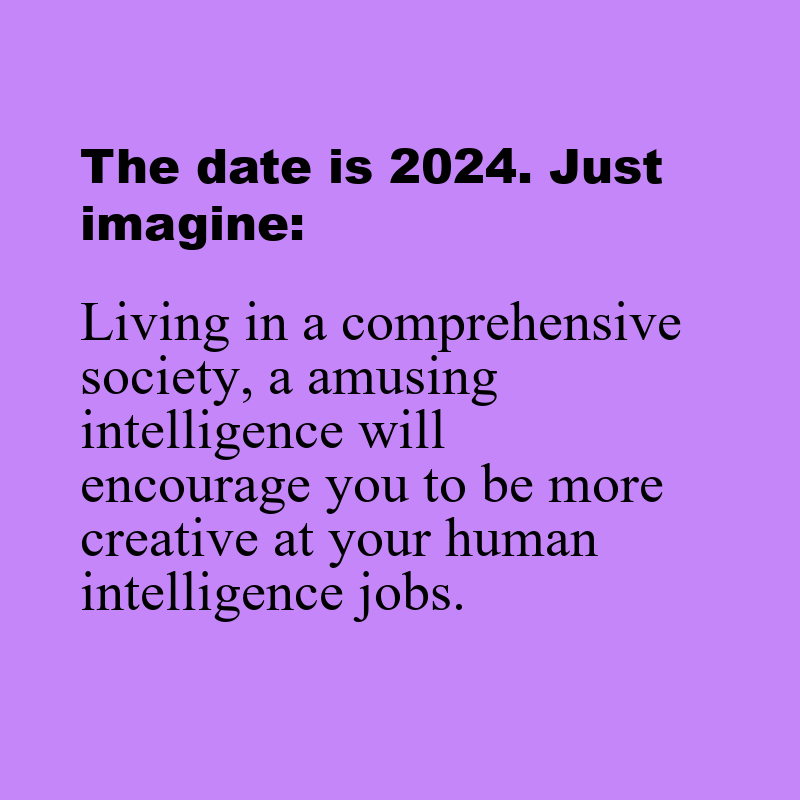 The date is 2024. Just
imagine:
Living in a comprehensive
society, a amusing
intelligence will
encourage you to be more
creative at your human
intelligence jobs.